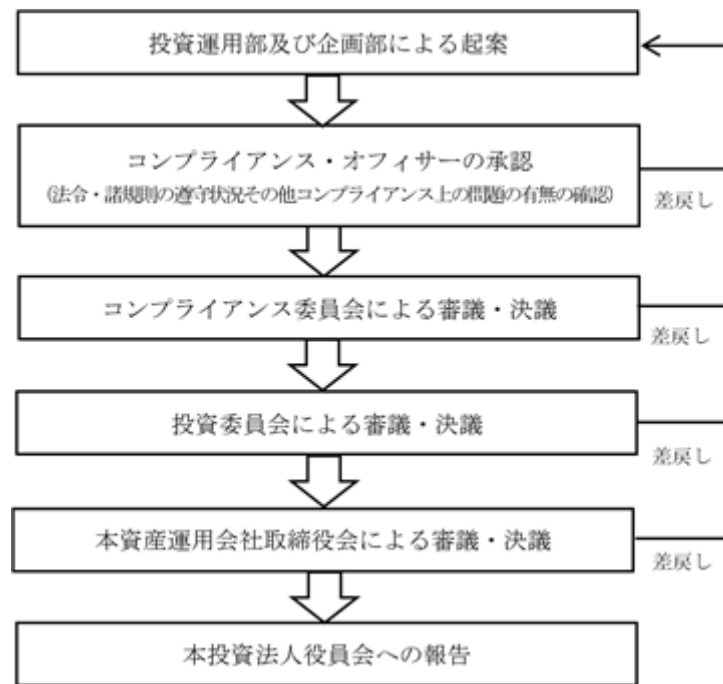 投資運用部及び企画部による起案
コンプライアンス・オフィサーの承認
(法令・諸規則の遵守状況その他コンプライアンス上の問題の有無の確認)
差戻し
コンプライアンス委員会による審議・決議
差戻し
投資委員会による審議・決議
差戻し
本資産運用会社取締役会による審議・決議
差戻し
本投資法人役員会への報告